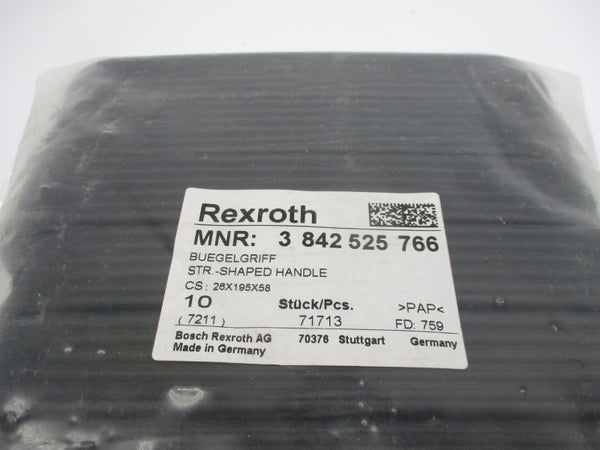 Rexroth
MNR: 3 842 525 766
BUEGELGRIFF
STR.-SHAPED HANDLE
CS: 26X195X58
10 Stück/Pcs. >PAP<
(7211) 71713 FD: 759
Bosch Rexroth AG 70376 Stuttgart Germany
Made in Germany